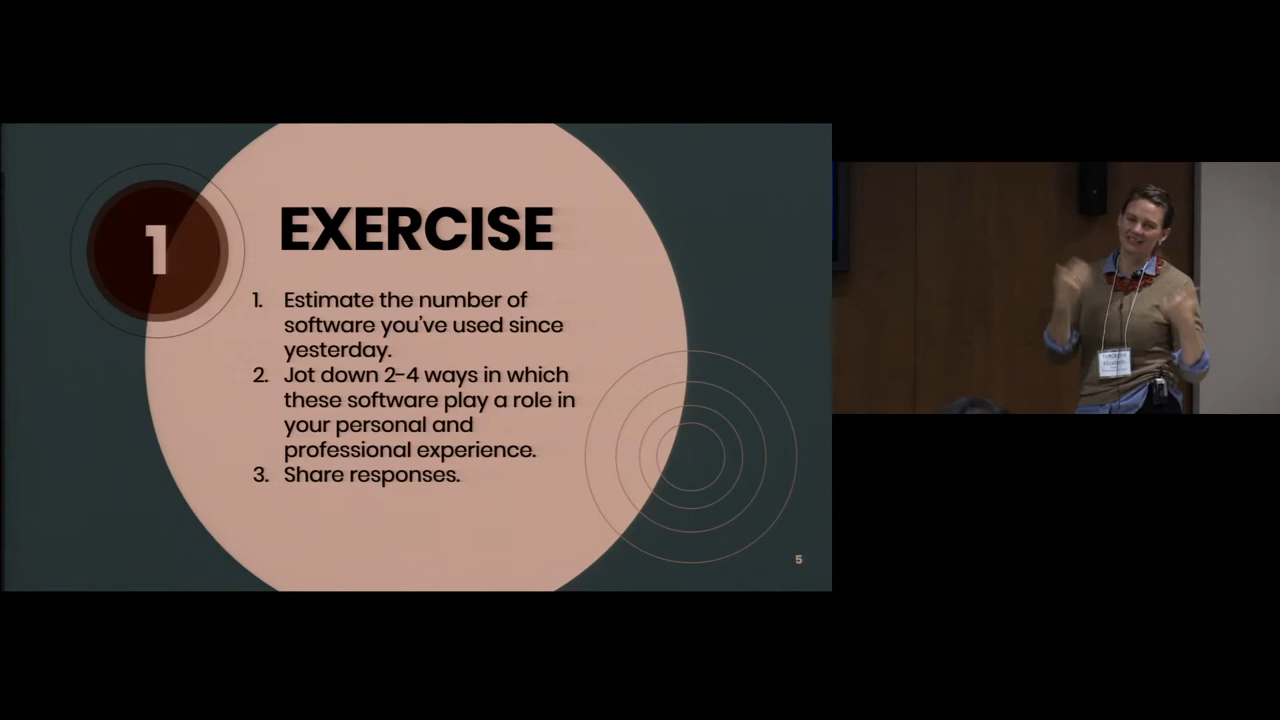 1
EXERCISE
1. Estimate the number of
software you've used since
yesterday.
2. Jot down 2-4 ways in which
these software play a role in
your personal and
professional experience.
3. Share responses.
5
Elizabeth